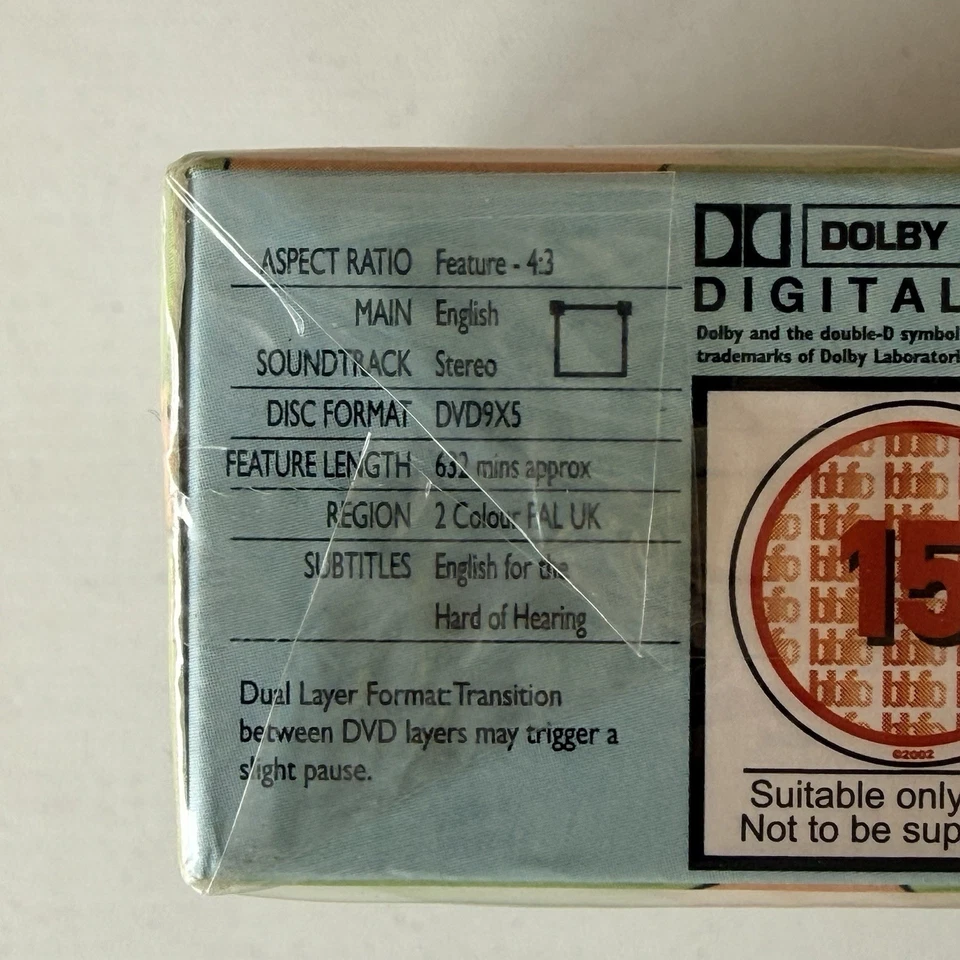 ASPECT RATIO Feature - 4:3
MAIN English
SOUNDTRACK Stereo
DISC FORMAT DVD9X5
FEATURE LENGTH 632 mins approx
REGION 2 Colour PAL UK
SUBTITLES English for the
Hard of Hearing
Dual Layer Format: Transition
between DVD layers may trigger a
slight pause.
DOLBY
DIGITAL
Dolby and the double-D symbol
trademarks of Dolby Laborator
15
©2002
Suitable only
Not to be sup